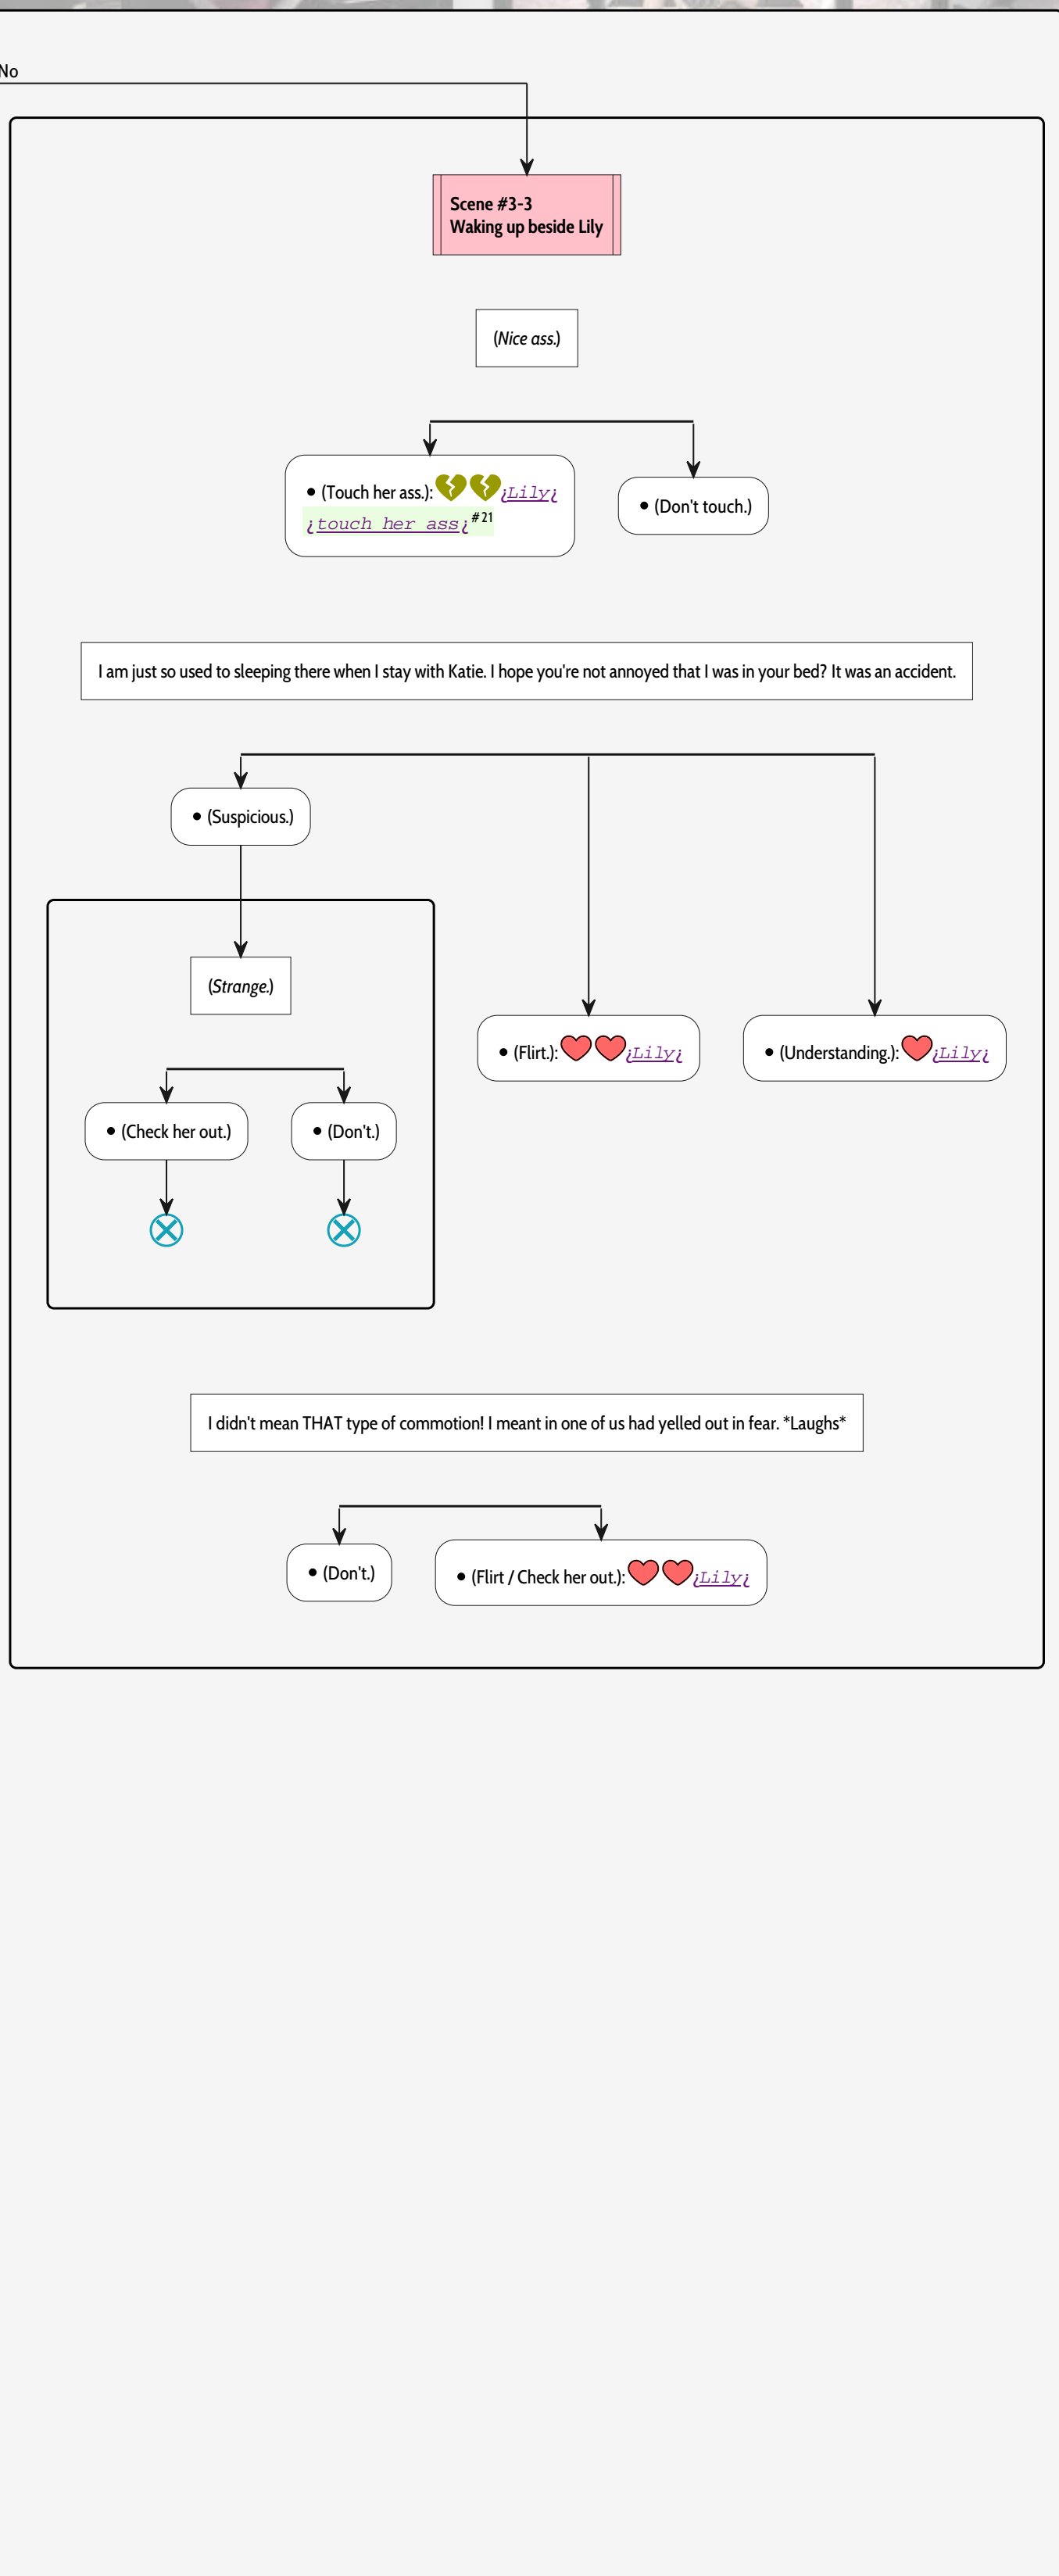 No
Scene #3-3
Waking up beside Lily
(Nice ass.)
• (Touch her ass.): ¿Lily¿
¿touch her ass¿#21
• (Don't touch.)
I am just so used to sleeping there when I stay with Katie. I hope you're not annoyed that I was in your bed? It was an accident.
• (Suspicious.)
(Strange.)
• (Flirt.): ¿Lily¿
• (Understanding.): ¿Lily¿
• (Check her out.)
• (Don't.)
I didn't mean THAT type of commotion! I meant in one of us had yelled out in fear. *Laughs*
• (Don't.)
• (Flirt / Check her out.): ¿Lily¿